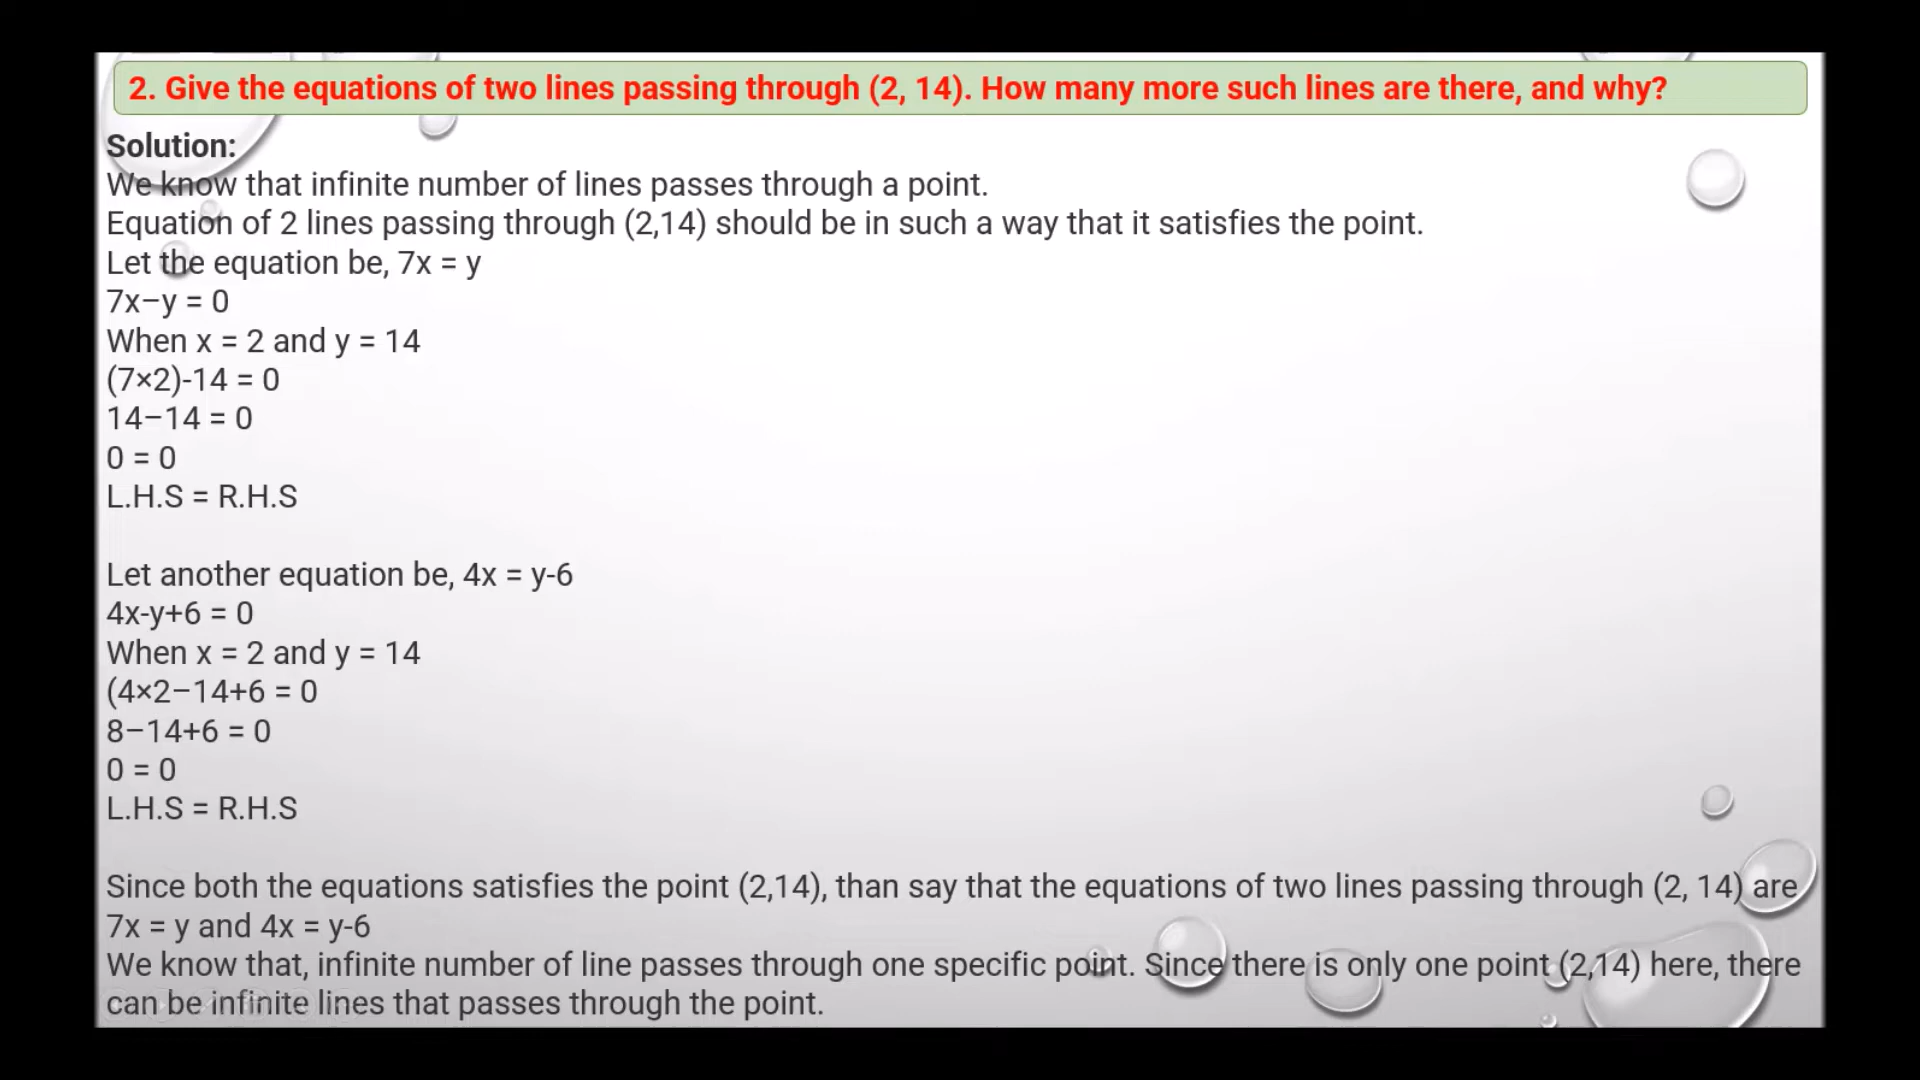 2. Give the equations of two lines passing through (2, 14). How many more such lines are there, and why?
Solution:
We know that infinite number of lines passes through a point.
Equation of 2 lines passing through (2,14) should be in such a way that it satisfies the point.
Let the equation be, 7x = y
7x−y = 0
When x = 2 and y = 14
(7×2)-14 = 0
14−14 = 0
0 = 0
L.H.S = R.H.S
Let another equation be, 4x = y-6
4x-y+6 = 0
When x = 2 and y = 14
(4×2−14+6 = 0
8−14+6 = 0
0 = 0
L.H.S = R.H.S
Since both the equations satisfies the point (2,14), than say that the equations of two lines passing through (2, 14) are
7x = y and 4x = y-6
We know that, infinite number of line passes through one specific point. Since there is only one point (2,14) here, there
can be infinite lines that passes through the point.